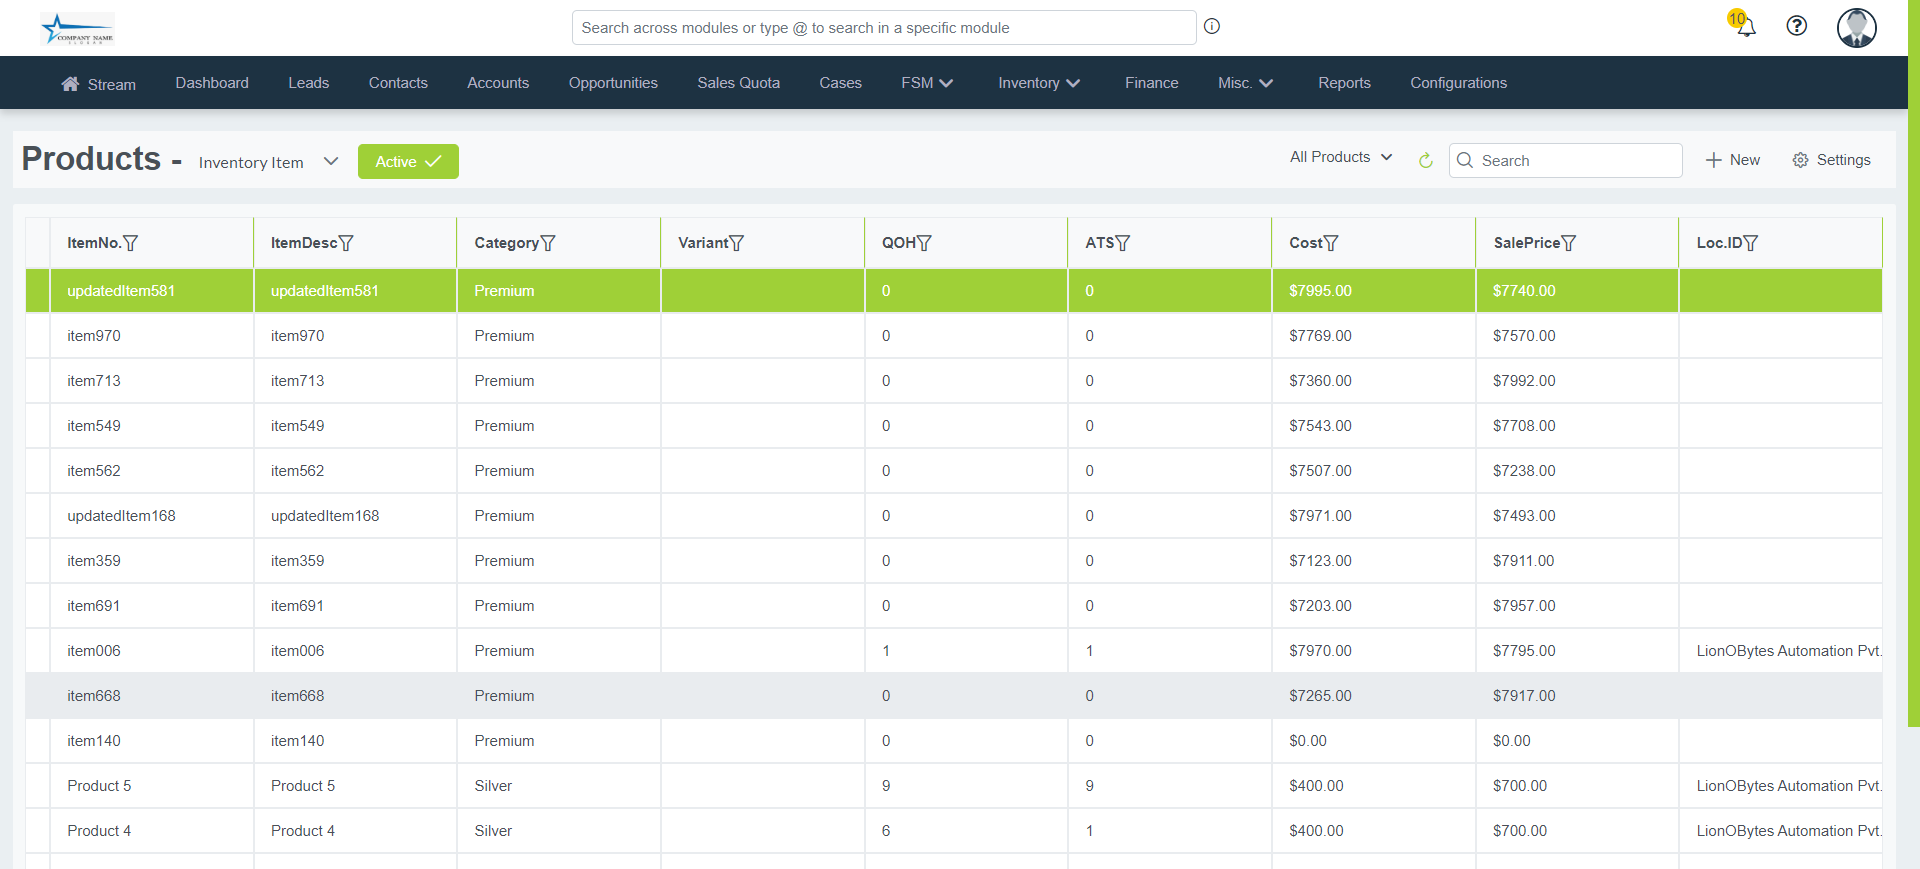 COMPANY NAME
Search across modules or type @ to search in a specific module
10
Stream Dashboard Leads Contacts Accounts Opportunities Sales Quota Cases FSM Inventory Finance Misc. Reports Configurations
Products - Inventory Item Active All Products Search New Settings
ItemNo. ItemDesc Category Variant QOH ATS Cost SalePrice Loc.ID
updatedItem581 updatedItem581 Premium 0 0 $7995.00 $7740.00
item970 item970 Premium 0 0 $7769.00 $7570.00
item713 item713 Premium 0 0 $7360.00 $7992.00
item549 item549 Premium 0 0 $7543.00 $7708.00
item562 item562 Premium 0 0 $7507.00 $7238.00
updatedItem168 updatedItem168 Premium 0 0 $7971.00 $7493.00
item359 item359 Premium 0 0 $7123.00 $7911.00
item691 item691 Premium 0 0 $7203.00 $7957.00
item006 item006 Premium 1 1 $7970.00 $7795.00 LionOBytes Automation Pvt.
item668 item668 Premium 0 0 $7265.00 $7917.00
item140 item140 Premium 0 0 $0.00 $0.00
Product 5 Product 5 Silver 9 9 $400.00 $700.00 LionOBytes Automation Pvt.
Product 4 Product 4 Silver 6 1 $400.00 $700.00 LionOBytes Automation Pvt.